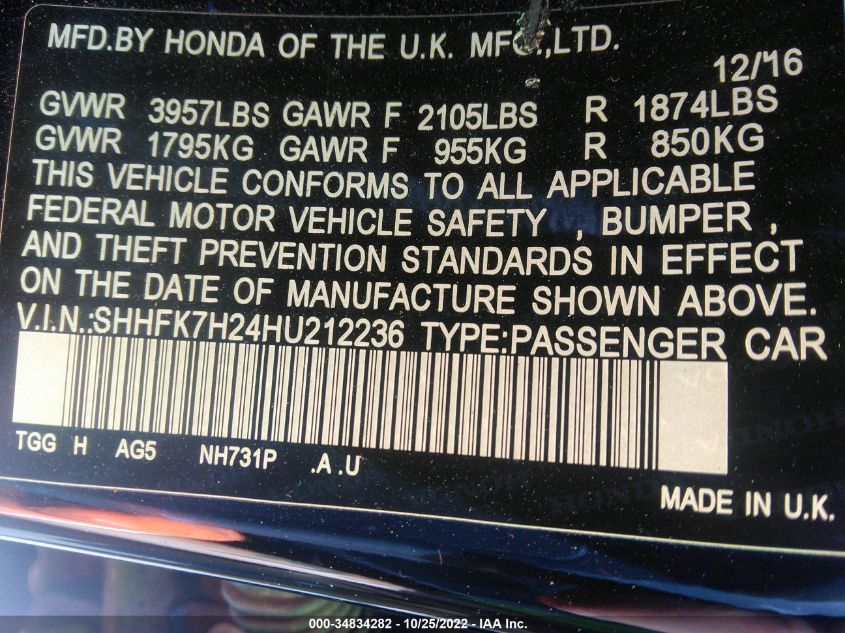 MFD.BY HONDA OF THE U.K. MFG.,LTD.
12/16
GVWR 3957LBS GAWR F 2105LBS R 1874LBS
GVWR 1795KG GAWR F 955KG R 850KG
THIS VEHICLE CONFORMS TO ALL APPLICABLE
FEDERAL MOTOR VEHICLE SAFETY , BUMPER ,
AND THEFT PREVENTION STANDARDS IN EFFECT
ON THE DATE OF MANUFACTURE SHOWN ABOVE.
V.I.N.:SHHFK7H24HU212236 TYPE:PASSENGER CAR
TGG H AG5 NH731P .A .U
HONDA
MADE IN U.K.
000-34834282 - 10/25/2022 - IAA Inc.